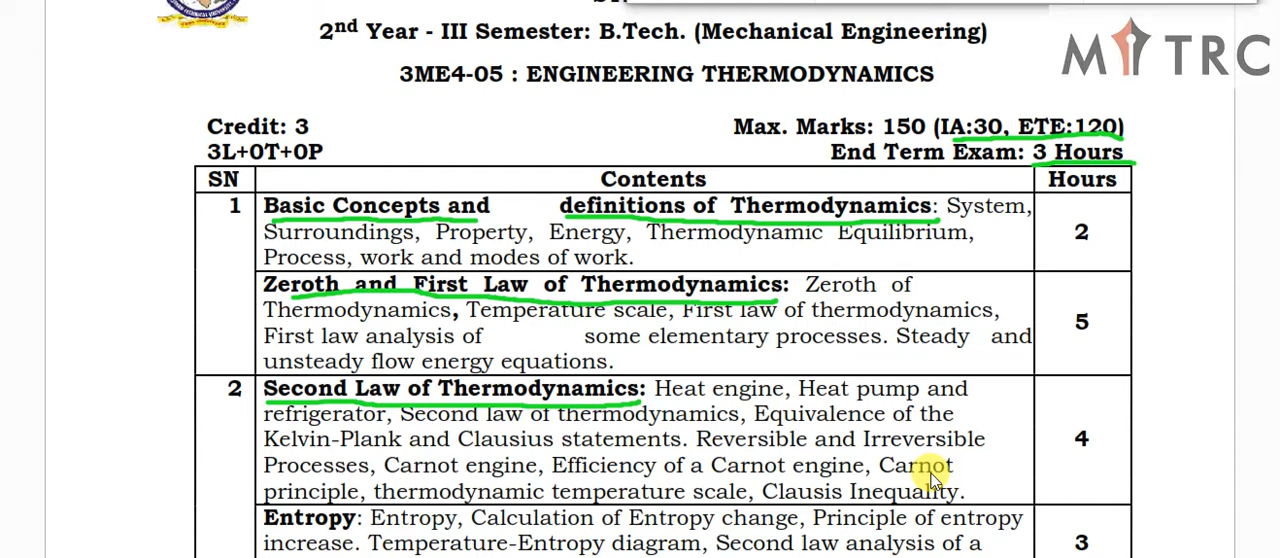 2nd Year - III Semester: B.Tech. (Mechanical Engineering)
MITRC
3ME4-05 : ENGINEERING THERMODYNAMICS
Credit: 3 Max. Marks: 150 (IA:30, ETE:120)
3L+0T+0P End Term Exam: 3 Hours
SN Contents Hours
1 Basic Concepts and definitions of Thermodynamics: System,
Surroundings, Property, Energy, Thermodynamic Equilibrium,
Process, work and modes of work.
2
Zeroth and First Law of Thermodynamics: Zeroth of
Thermodynamics, Temperature scale, First law of thermodynamics,
First law analysis of some elementary processes. Steady and
unsteady flow energy equations.
5
2 Second Law of Thermodynamics: Heat engine, Heat pump and
refrigerator, Second law of thermodynamics, Equivalence of the
Kelvin-Plank and Clausius statements. Reversible and Irreversible
Processes, Carnot engine, Efficiency of a Carnot engine, Carnot
principle, thermodynamic temperature scale, Clausis Inequality.
4
Entropy: Entropy, Calculation of Entropy change, Principle of entropy
increase. Temperature-Entropy diagram, Second law analysis of a
3